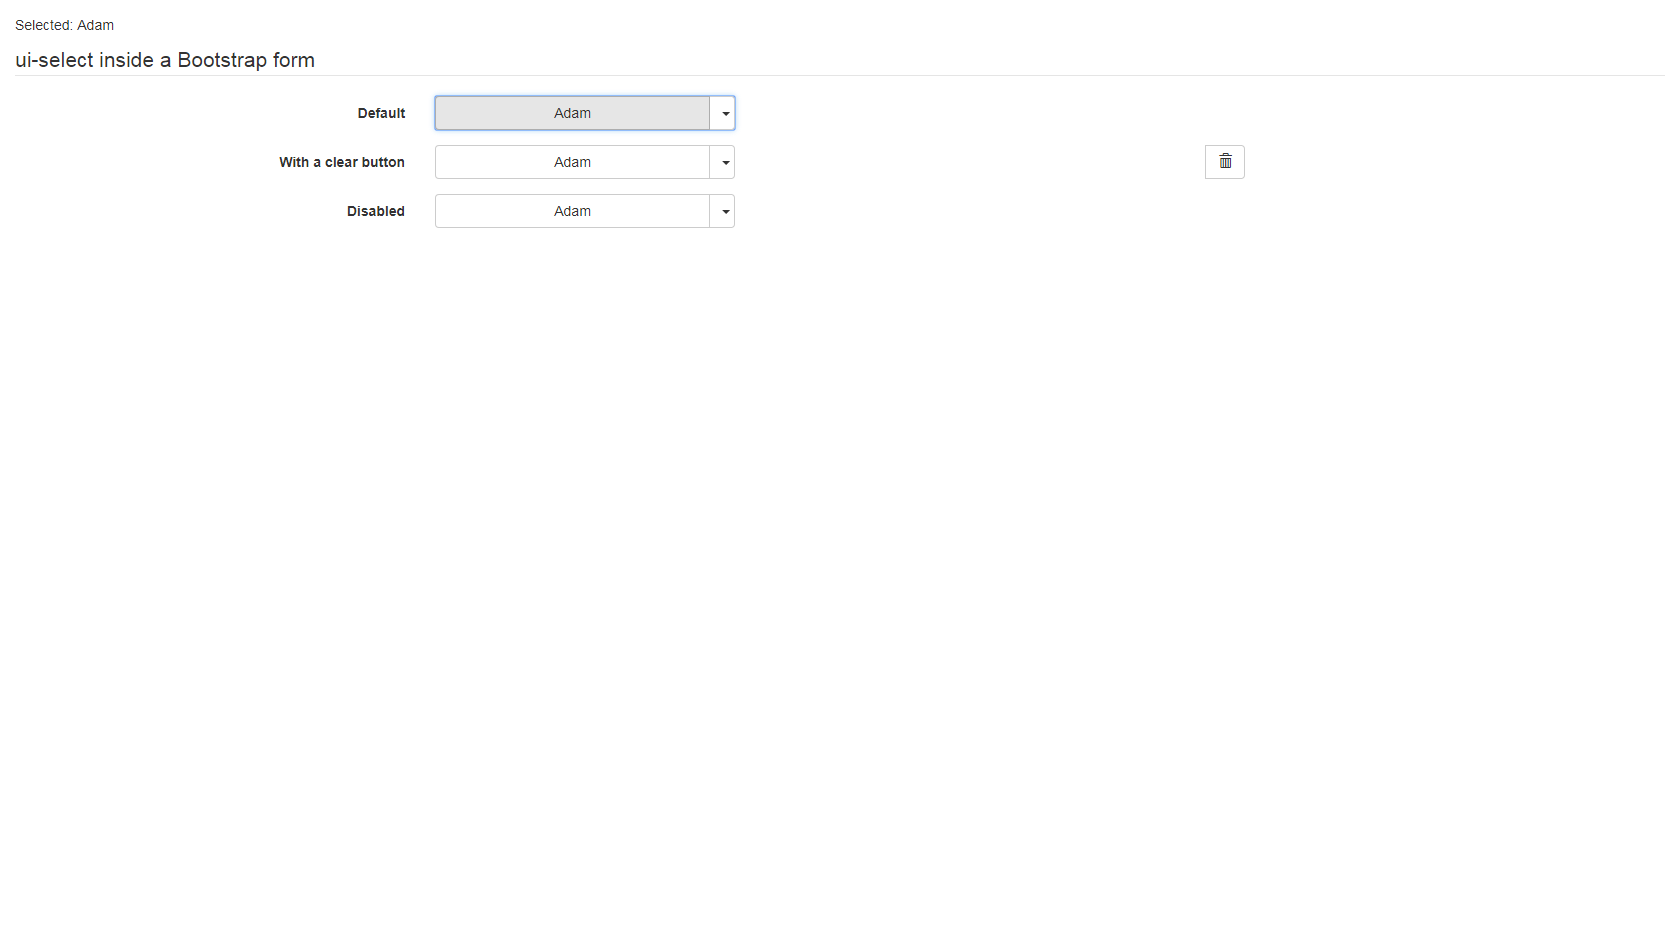 Selected: Adam
ui-select inside a Bootstrap form
Default Adam
With a clear button Adam
Disabled Adam